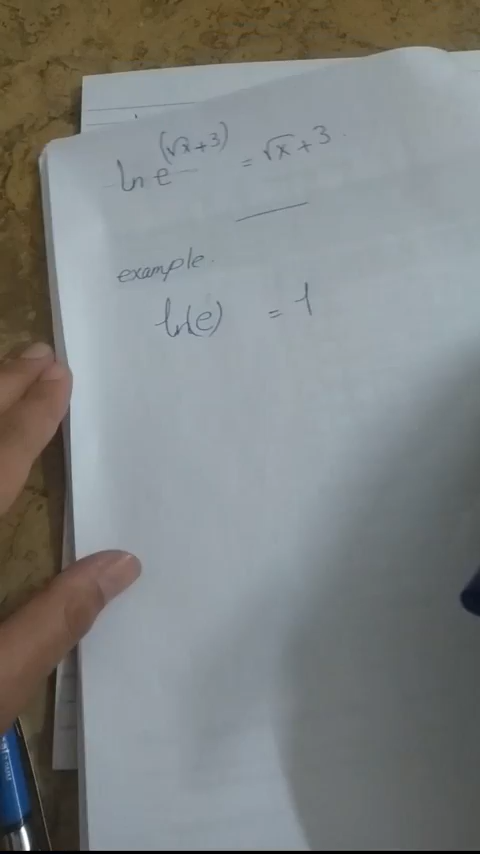 ln e^(√x+3) = √x + 3.
example.
ln(e) = 1